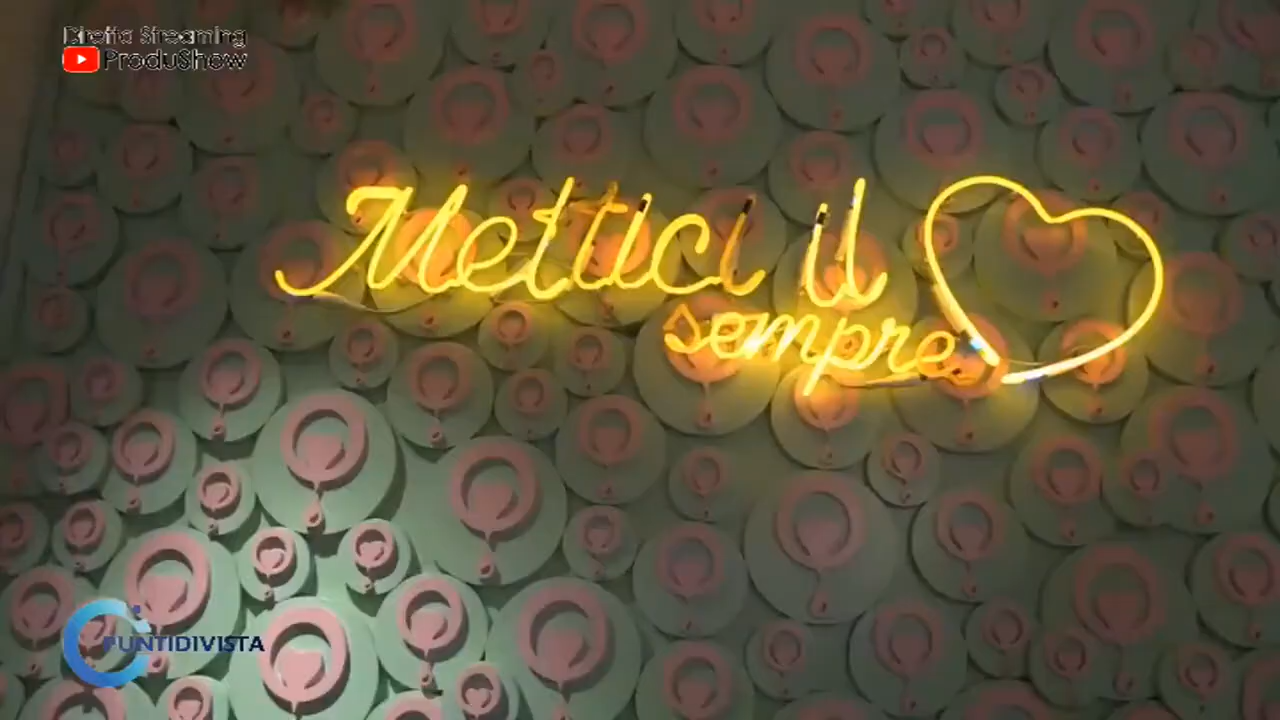 Diretta Streaming
ProduShow
Mettici il
sempre
PUNTIDIVISTA